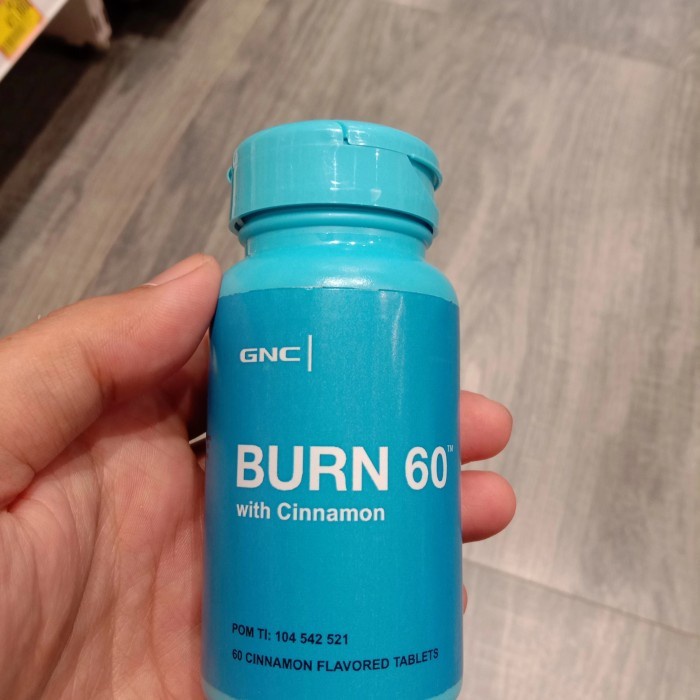 GNC
BURN 60™
with Cinnamon
POM TI: 104 542 521
60 CINNAMON FLAVORED TABLETS